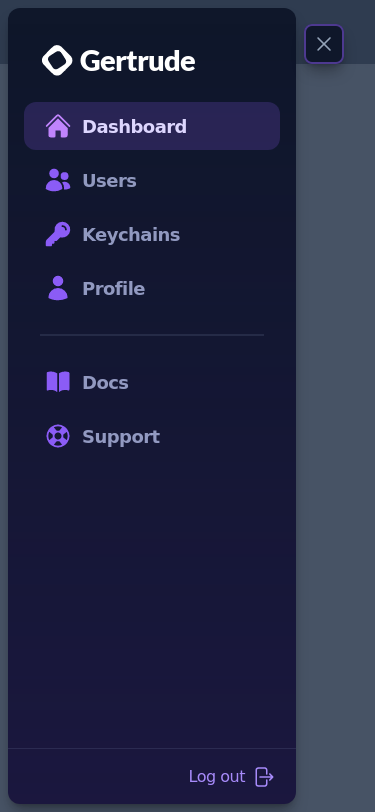 Gertrude
Dashboard
Users
Keychains
Profile
Docs
Support
Log out